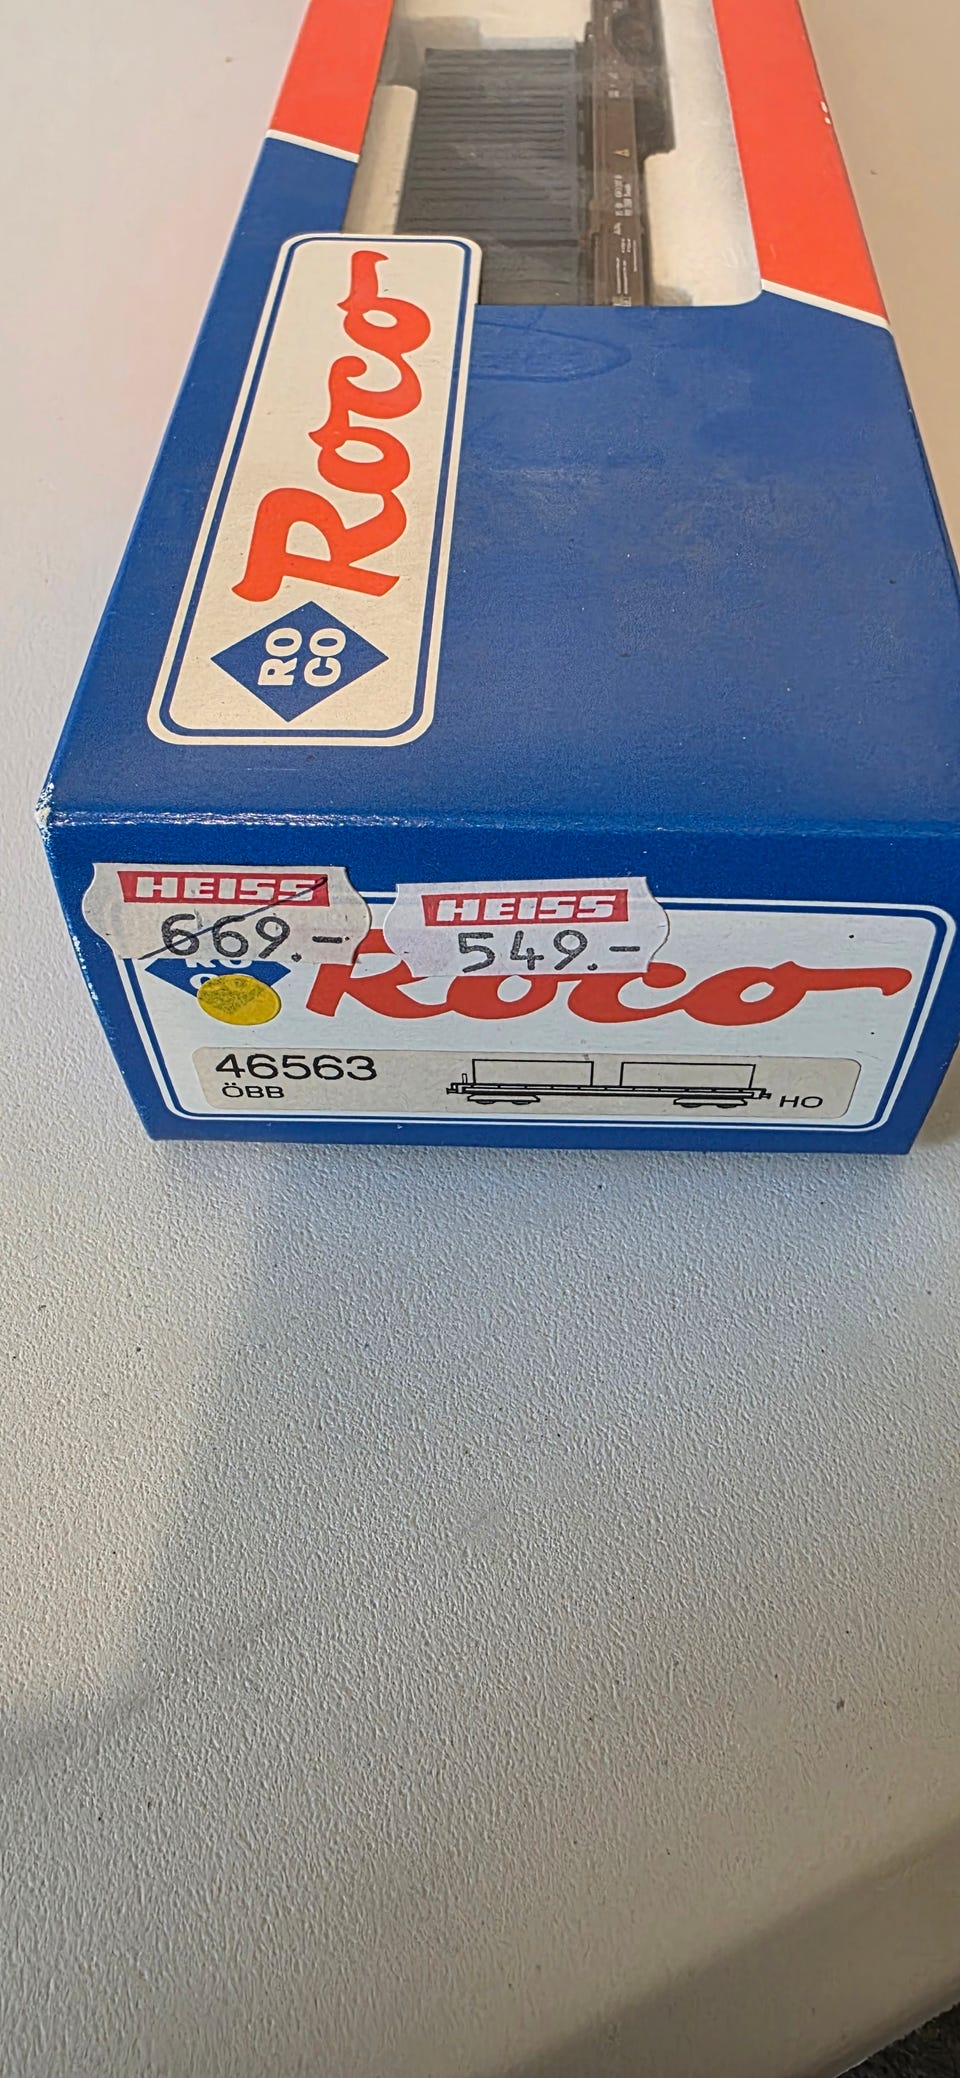 Roco
RO
CO
HEISS
669.-
HEISS
549.-
Roco
46563
ÖBB
HO